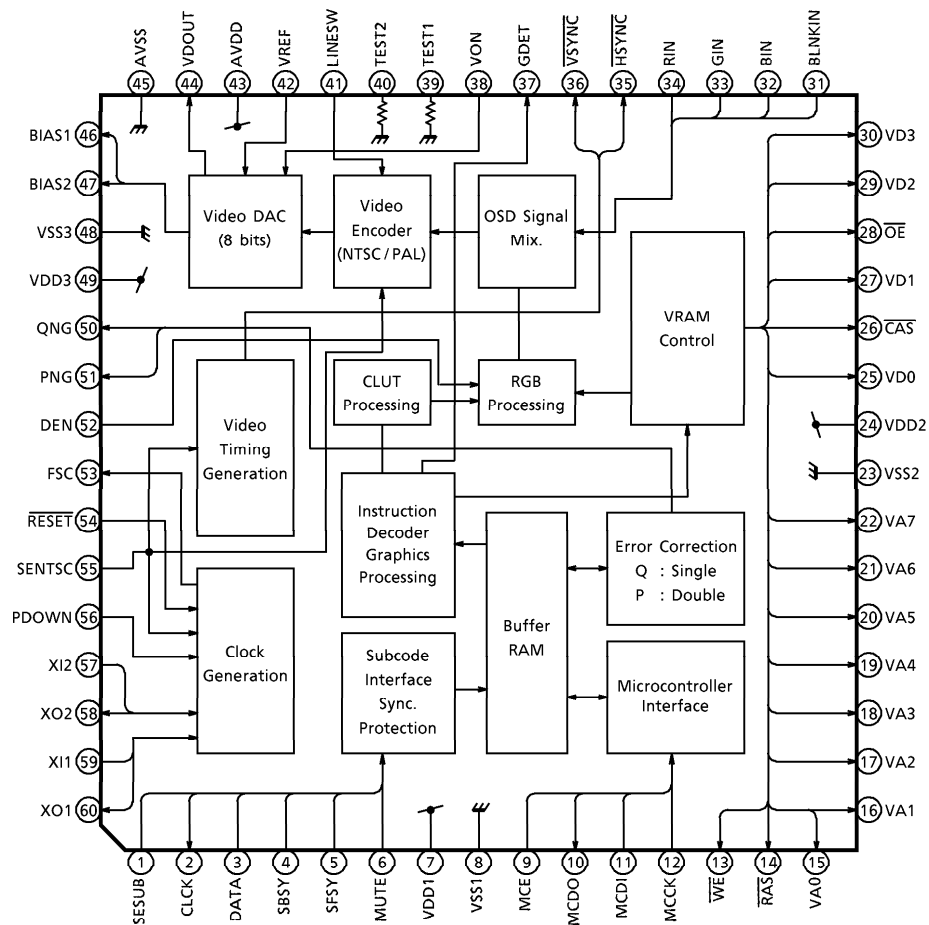 AVSS
VDOUT
AVDD
VREF
LINESW
TEST2
TEST1
VON
GDET
VSYNC
HSYNC
RIN
GIN
BIN
BLNKIN
45
44
43
42
41
40
39
38
37
36
35
34
33
32
31
BIAS1 46
BIAS2 47
VSS3 48
VDD3 49
QNG 50
PNG 51
DEN 52
FSC 53
RESET 54
SENTSC 55
PDOWN 56
XI2 57
XO2 58
XI1 59
XO1 60
Video DAC
(8 bits)
Video
Encoder
(NTSC / PAL)
OSD Signal
Mix.
VRAM
Control
CLUT
Processing
RGB
Processing
Video
Timing
Generation
Instruction
Decoder
Graphics
Processing
Error Correction
Q : Single
P : Double
Buffer
RAM
Clock
Generation
Subcode
Interface
Sync.
Protection
Microcontroller
Interface
30 VD3
29 VD2
28 OE
27 VD1
26 CAS
25 VD0
24 VDD2
23 VSS2
22 VA7
21 VA6
20 VA5
19 VA4
18 VA3
17 VA2
16 VA1
1
2
3
4
5
6
7
8
9
10
11
12
13
14
15
SESUB
CLCK
DATA
SBSY
SFSY
MUTE
VDD1
VSS1
MCE
MCDO
MCDI
MCCK
WE
RAS
VA0